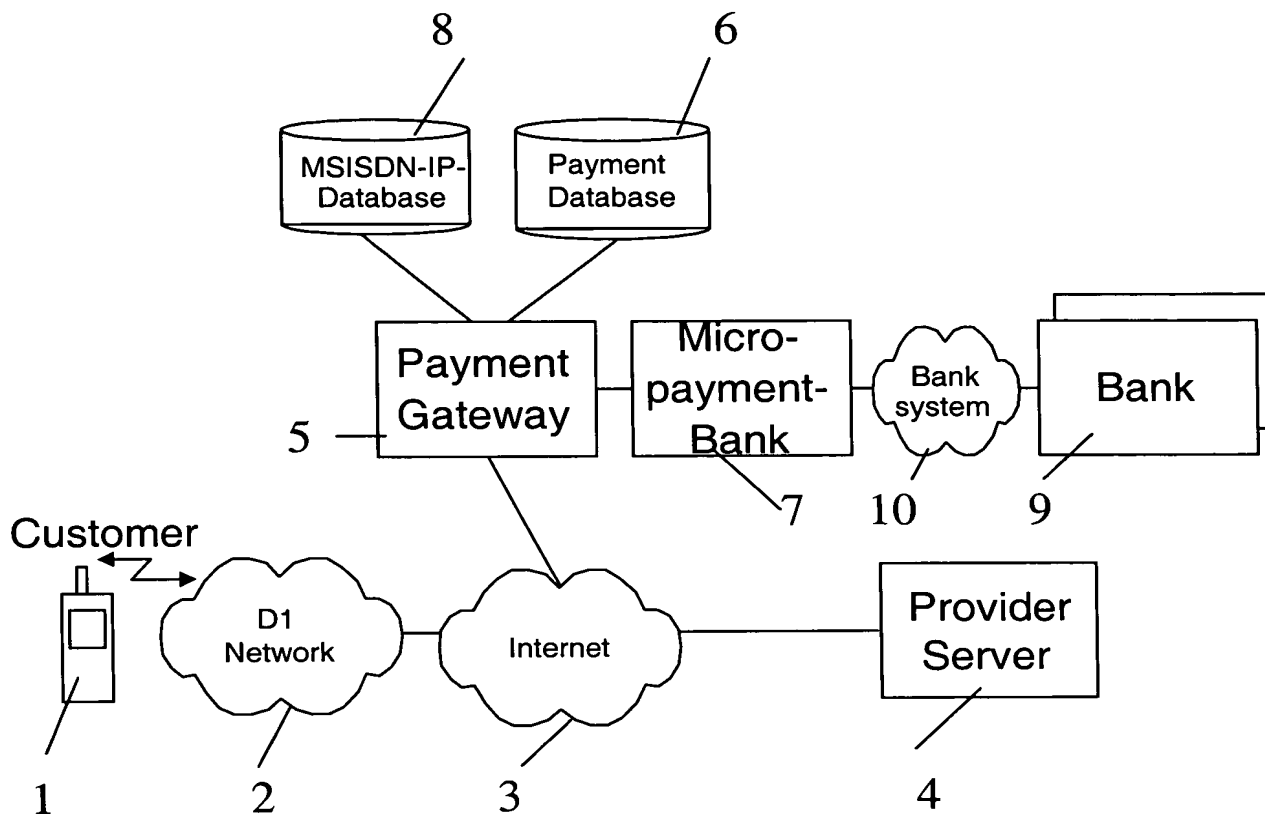 8
6
MSISDN-IP-
Database
Payment
Database
Payment
Gateway
5
Micro-
payment-
Bank
7
Bank
system
10
Bank
9
Customer
D1
Network
Internet
Provider
Server
1
2
3
4